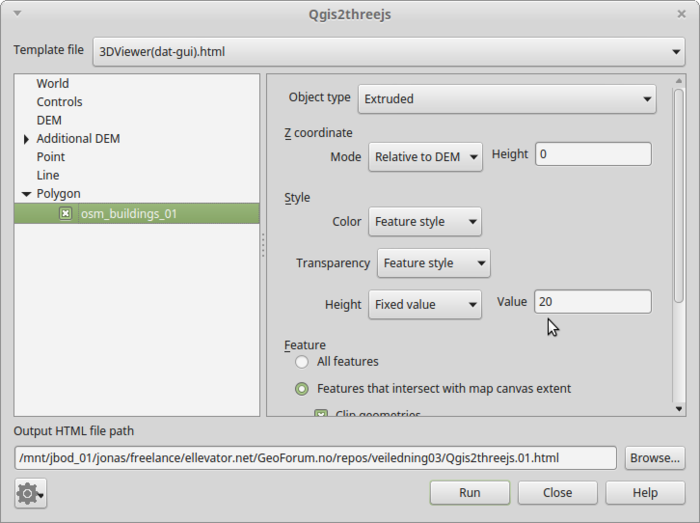 Qgis2threejs
Template file 3DViewer(dat-gui).html
World
Controls
DEM
Additional DEM
Point
Line
Polygon
osm_buildings_01
Object type Extruded
Z coordinate
Mode Relative to DEM Height 0
Style
Color Feature style
Transparency Feature style
Height Fixed value Value 20
Feature
All features
Features that intersect with map canvas extent
Clip geometries
Output HTML file path
/mnt/jbod_01/jonas/freelance/ellevator.net/GeoForum.no/repos/veiledning03/Qgis2threejs.01.html Browse...
Run Close Help